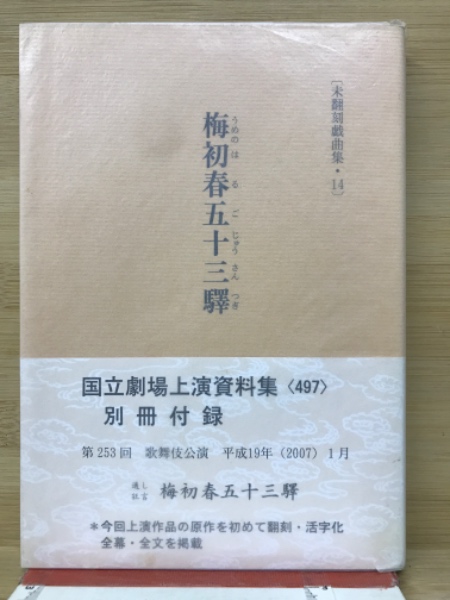 〔未翻刻戯曲集・14〕
梅初春五十三驛
うめのはるごじゅうさんつぎ
国立劇場上演資料集〈497〉
別冊付録
第253回 歌舞伎公演 平成19年(2007)1月
通し狂言 梅初春五十三驛
*今回上演作品の原作を初めて翻刻・活字化
全幕・全文を掲載